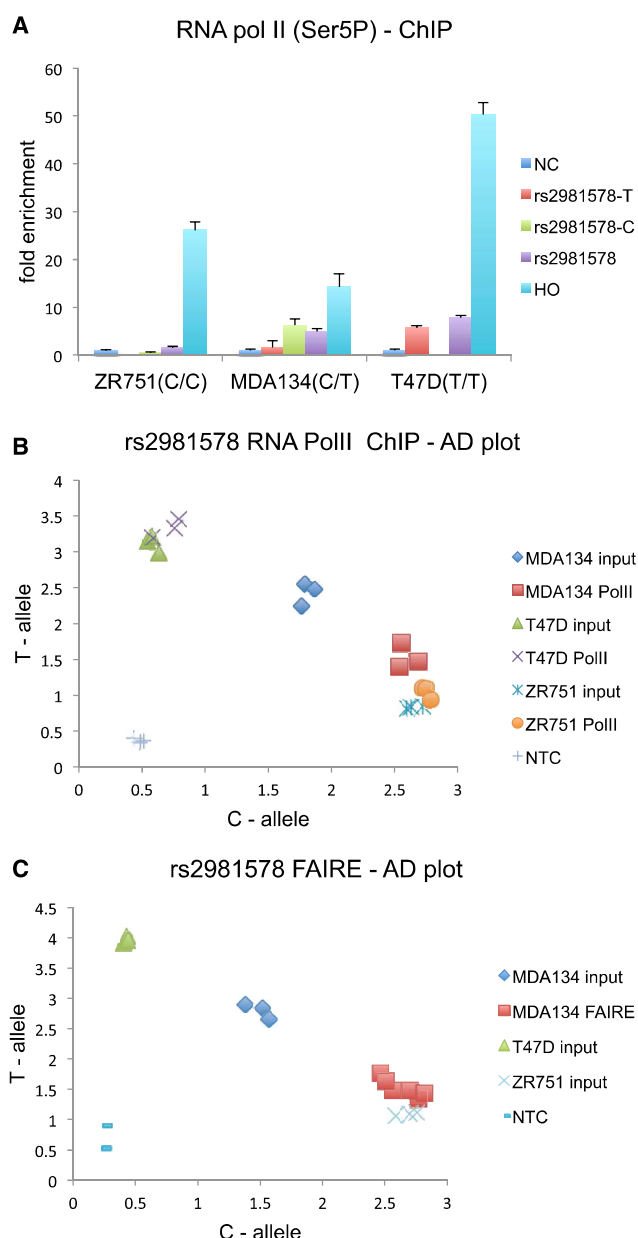 A
RNA pol II (Ser5P) - ChIP
fold enrichment
60
50
40
30
20
10
0
ZR751(C/C)
MDA134(C/T)
T47D(T/T)
NC
rs2981578-T
rs2981578-C
rs2981578
HO
B
rs2981578 RNA PolII ChIP - AD plot
T - allele
4
3.5
3
2.5
2
1.5
1
0.5
0
0 0.5 1 1.5 2 2.5 3
C - allele
MDA134 input
MDA134 PolII
T47D input
T47D PolII
ZR751 input
ZR751 PolII
NTC
C
rs2981578 FAIRE - AD plot
T - allele
4.5
4
3.5
3
2.5
2
1.5
1
0.5
0
0 0.5 1 1.5 2 2.5 3
C - allele
MDA134 input
MDA134 FAIRE
T47D input
ZR751 input
NTC